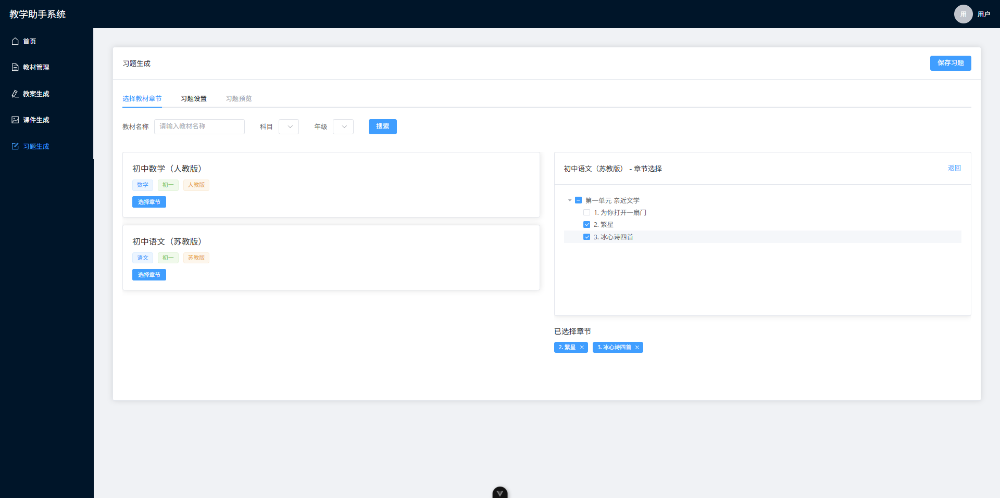 教学助手系统
用 用户
首页
教材管理
教案生成
课件生成
习题生成
习题生成
保存习题
选择教材章节 习题设置 习题预览
教材名称 请输入教材名称 科目 年级 搜索
初中数学（人教版）
数学 初一 人教版
选择章节
初中语文（苏教版）
语文 初一 苏教版
选择章节
初中语文（苏教版） - 章节选择
返回
第一单元 亲近文学
1. 为你打开一扇门
2. 繁星
3. 冰心诗四首
已选择章节
2. 繁星 3. 冰心诗四首